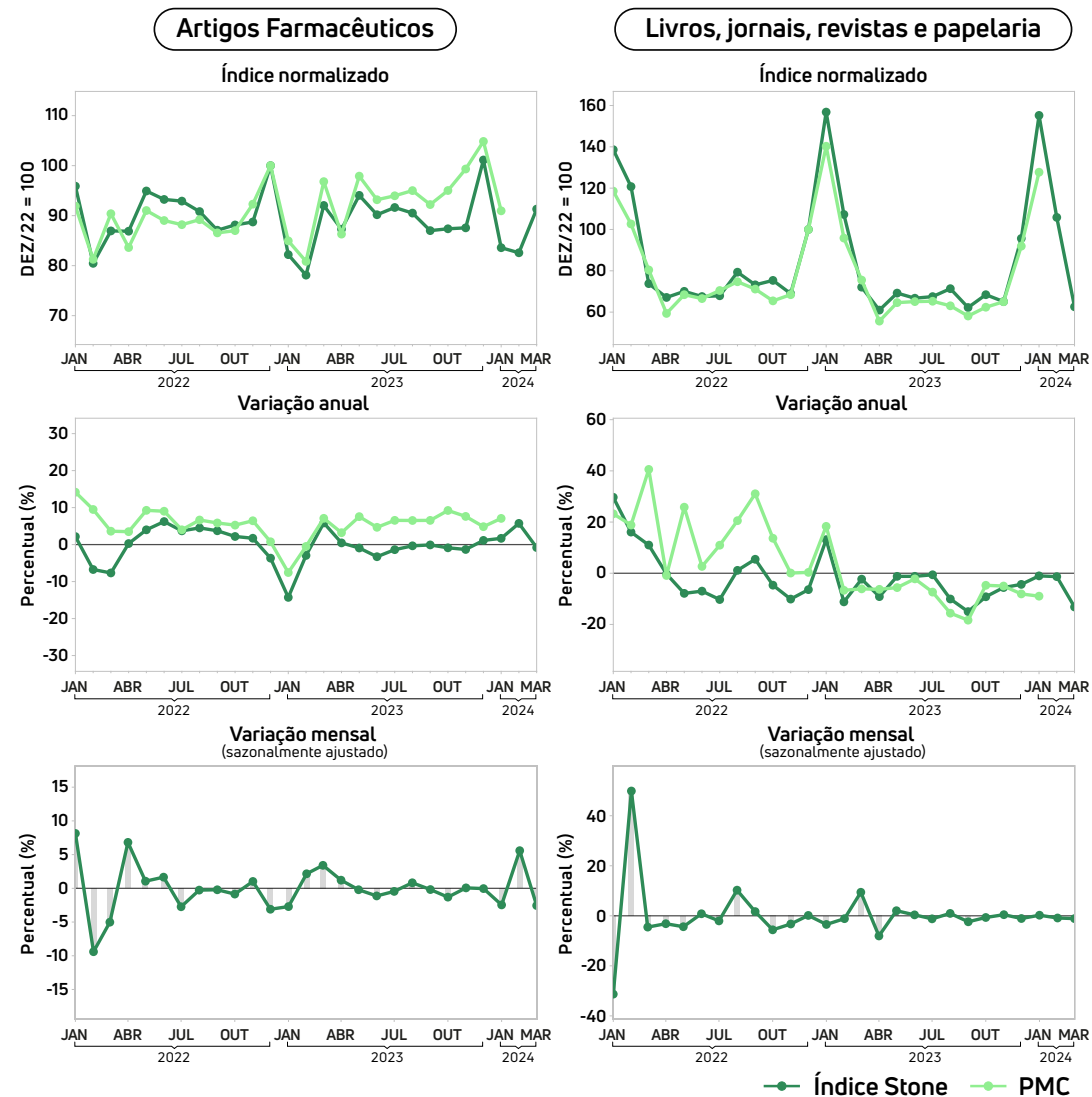 Artigos Farmacêuticos
Livros, jornais, revistas e papelaria
Índice normalizado
DEZ/22 = 100
110
100
90
80
70
JAN ABR JUL OUT JAN ABR JUL OUT JAN MAR
2022 2023 2024
Índice normalizado
DEZ/22 = 100
160
140
120
100
80
60
JAN ABR JUL OUT JAN ABR JUL OUT JAN MAR
2022 2023 2024
Variação anual
Percentual (%)
30
20
10
0
-10
-20
-30
JAN ABR JUL OUT JAN ABR JUL OUT JAN MAR
2022 2023 2024
Variação anual
Percentual (%)
60
40
20
0
-20
JAN ABR JUL OUT JAN ABR JUL OUT JAN MAR
2022 2023 2024
Variação mensal
(sazonalmente ajustado)
Percentual (%)
15
10
5
0
-5
-10
-15
JAN ABR JUL OUT JAN ABR JUL OUT JAN MAR
2022 2023 2024
Variação mensal
(sazonalmente ajustado)
Percentual (%)
40
20
0
-20
-40
JAN ABR JUL OUT JAN ABR JUL OUT JAN MAR
2022 2023 2024
Índice Stone PMC